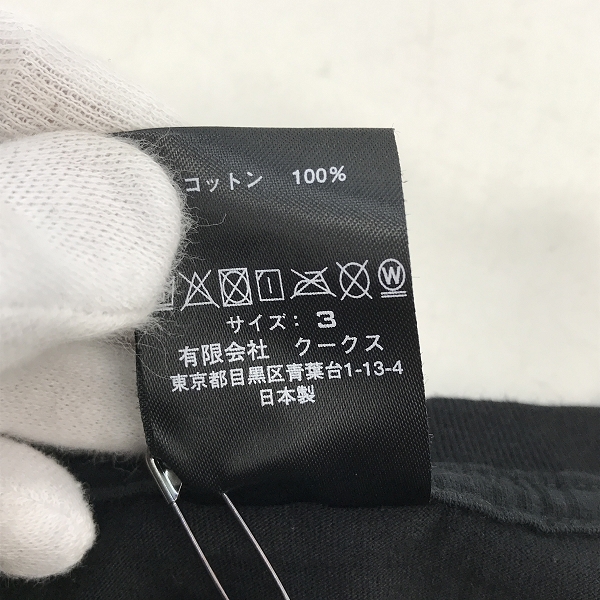 コットン 100%
W
サイズ: 3
有限会社 クークス
東京都目黒区青葉台1-13-4
日本製